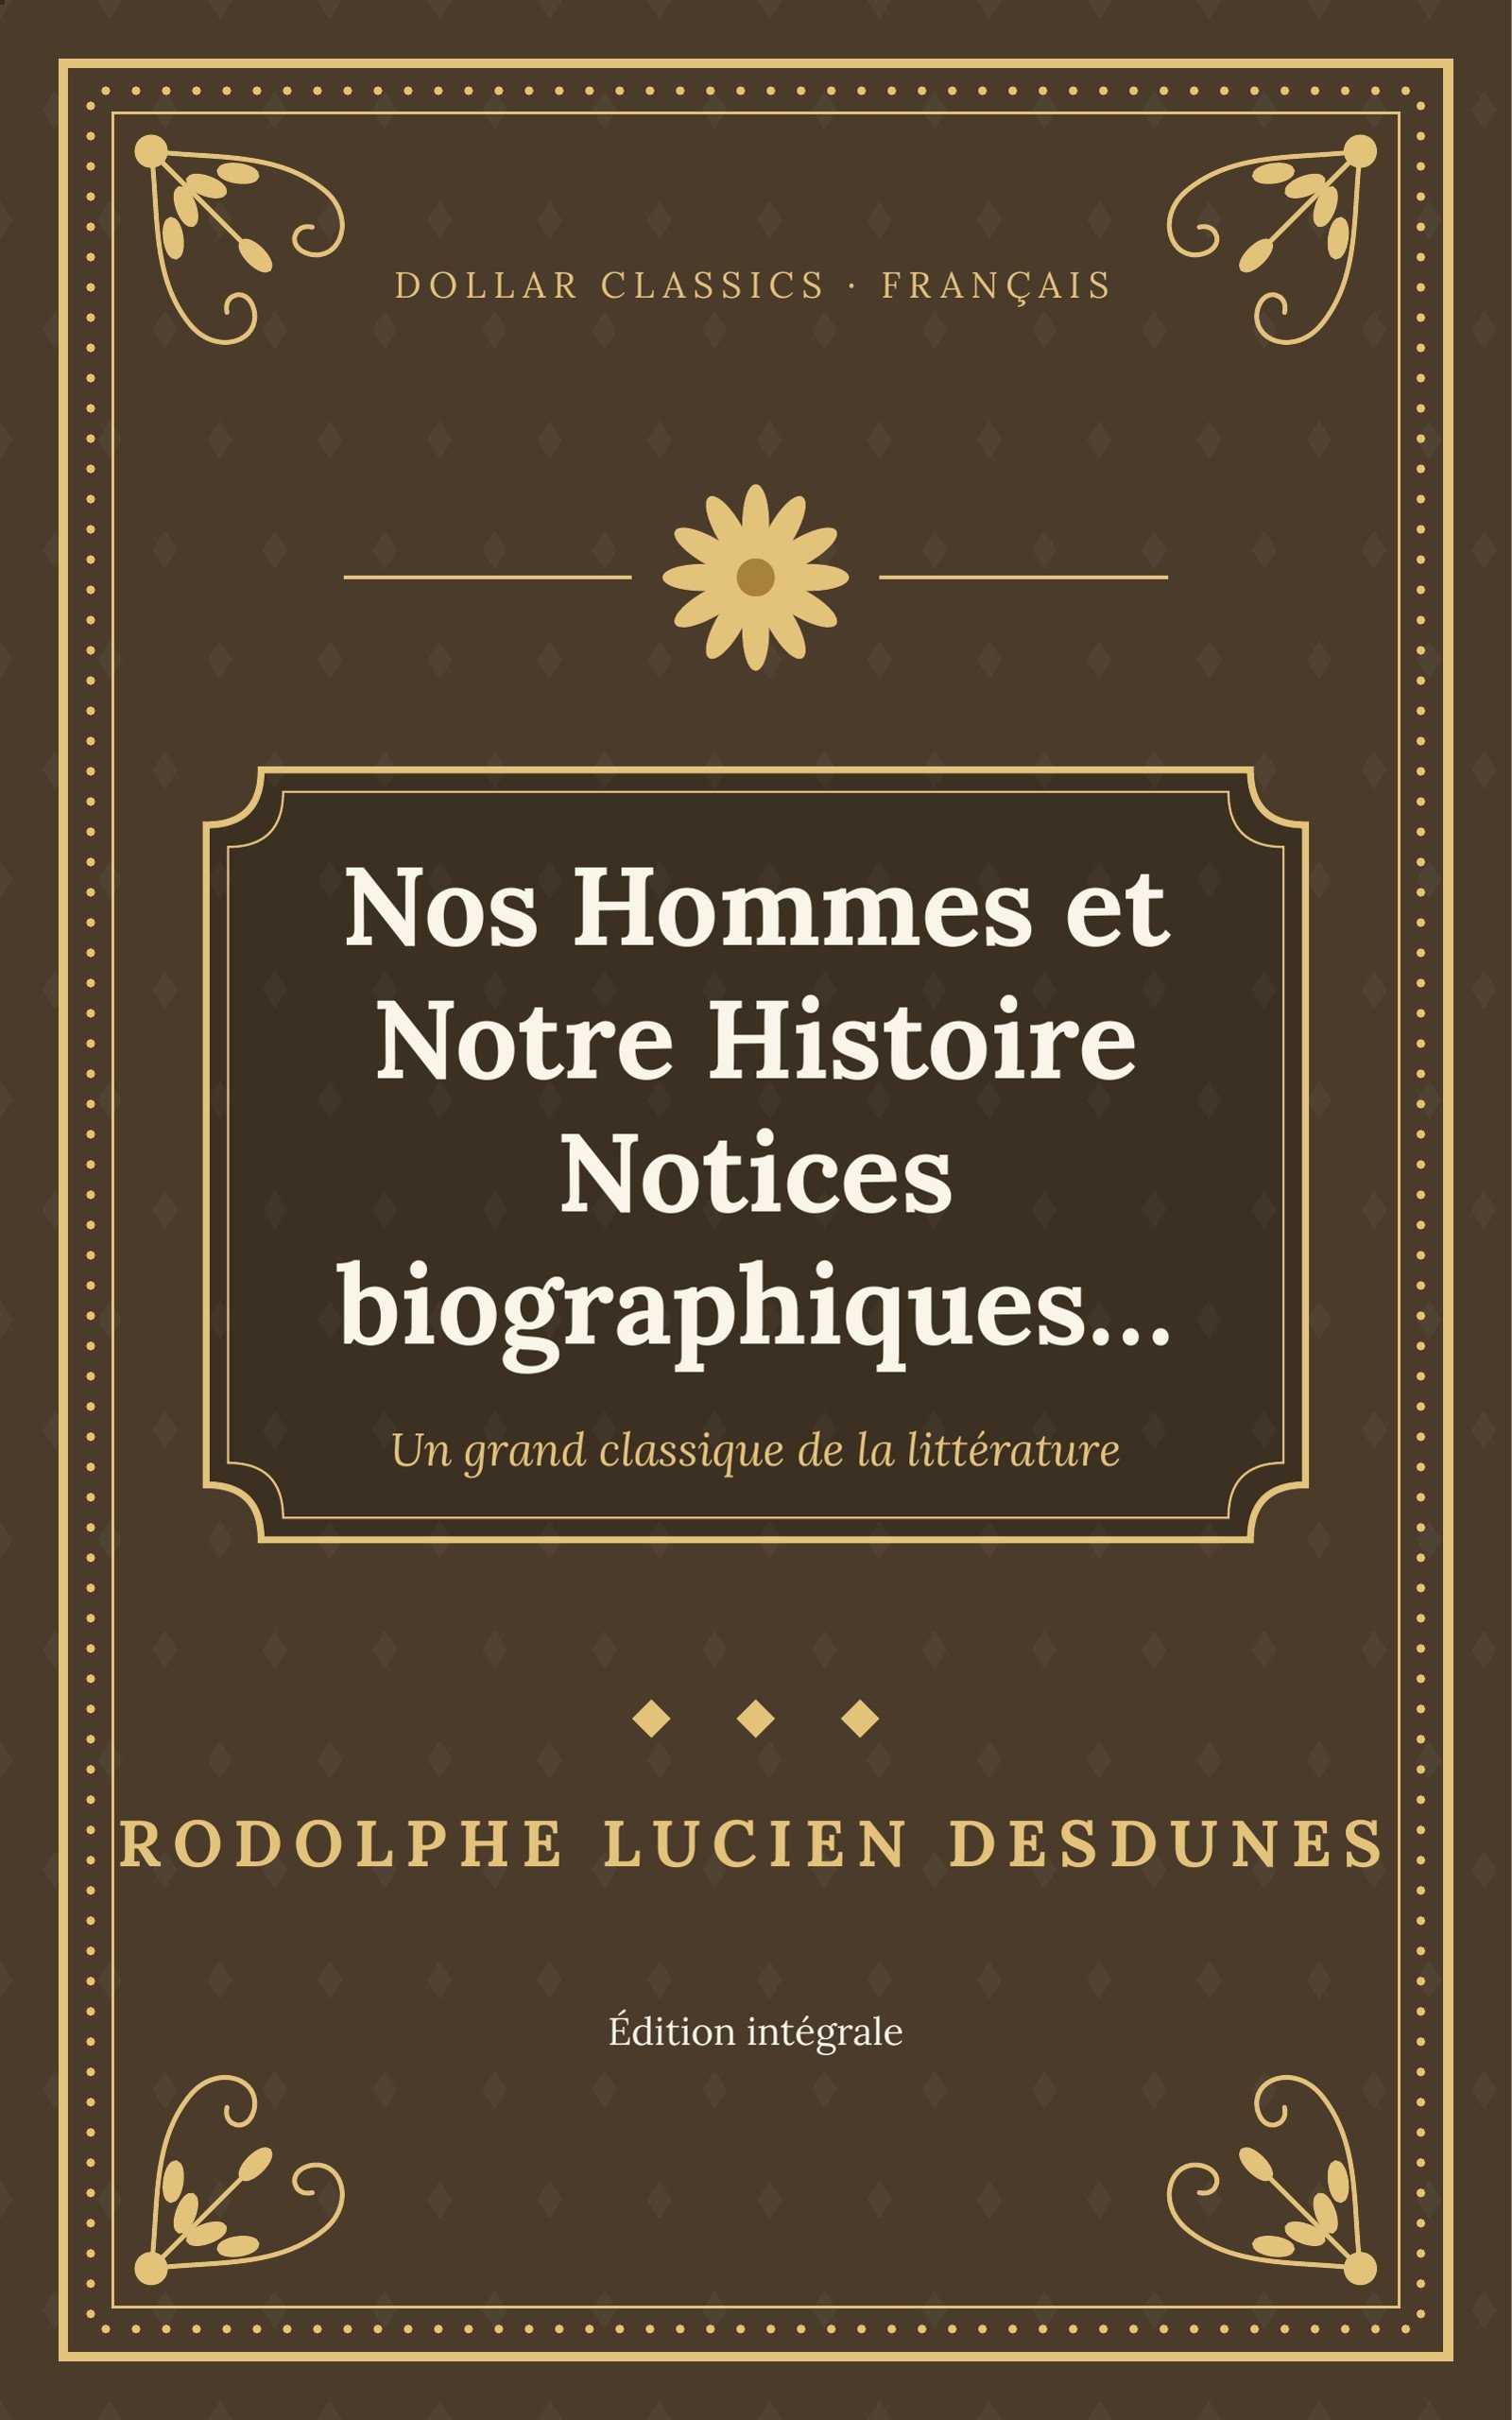 DOLLAR CLASSICS · FRANÇAIS
Nos Hommes et
Notre Histoire
Notices
biographiques...
Un grand classique de la littérature
RODOLPHE LUCIEN DESDUNES
Édition intégrale